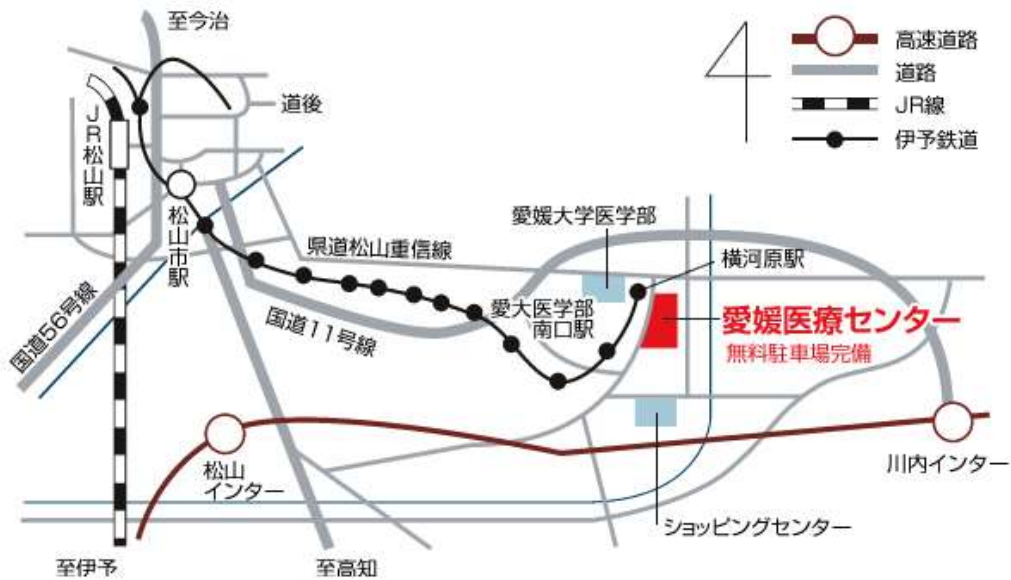 至今治
高速道路
道路
JR線
伊予鉄道
道後
JR松山駅
松山市駅
愛媛大学医学部
県道松山重信線
横河原駅
国道56号線
国道11号線
愛大医学部
南口駅
愛媛医療センター
無料駐車場完備
松山
インター
川内インター
ショッピングセンター
至伊予
至高知